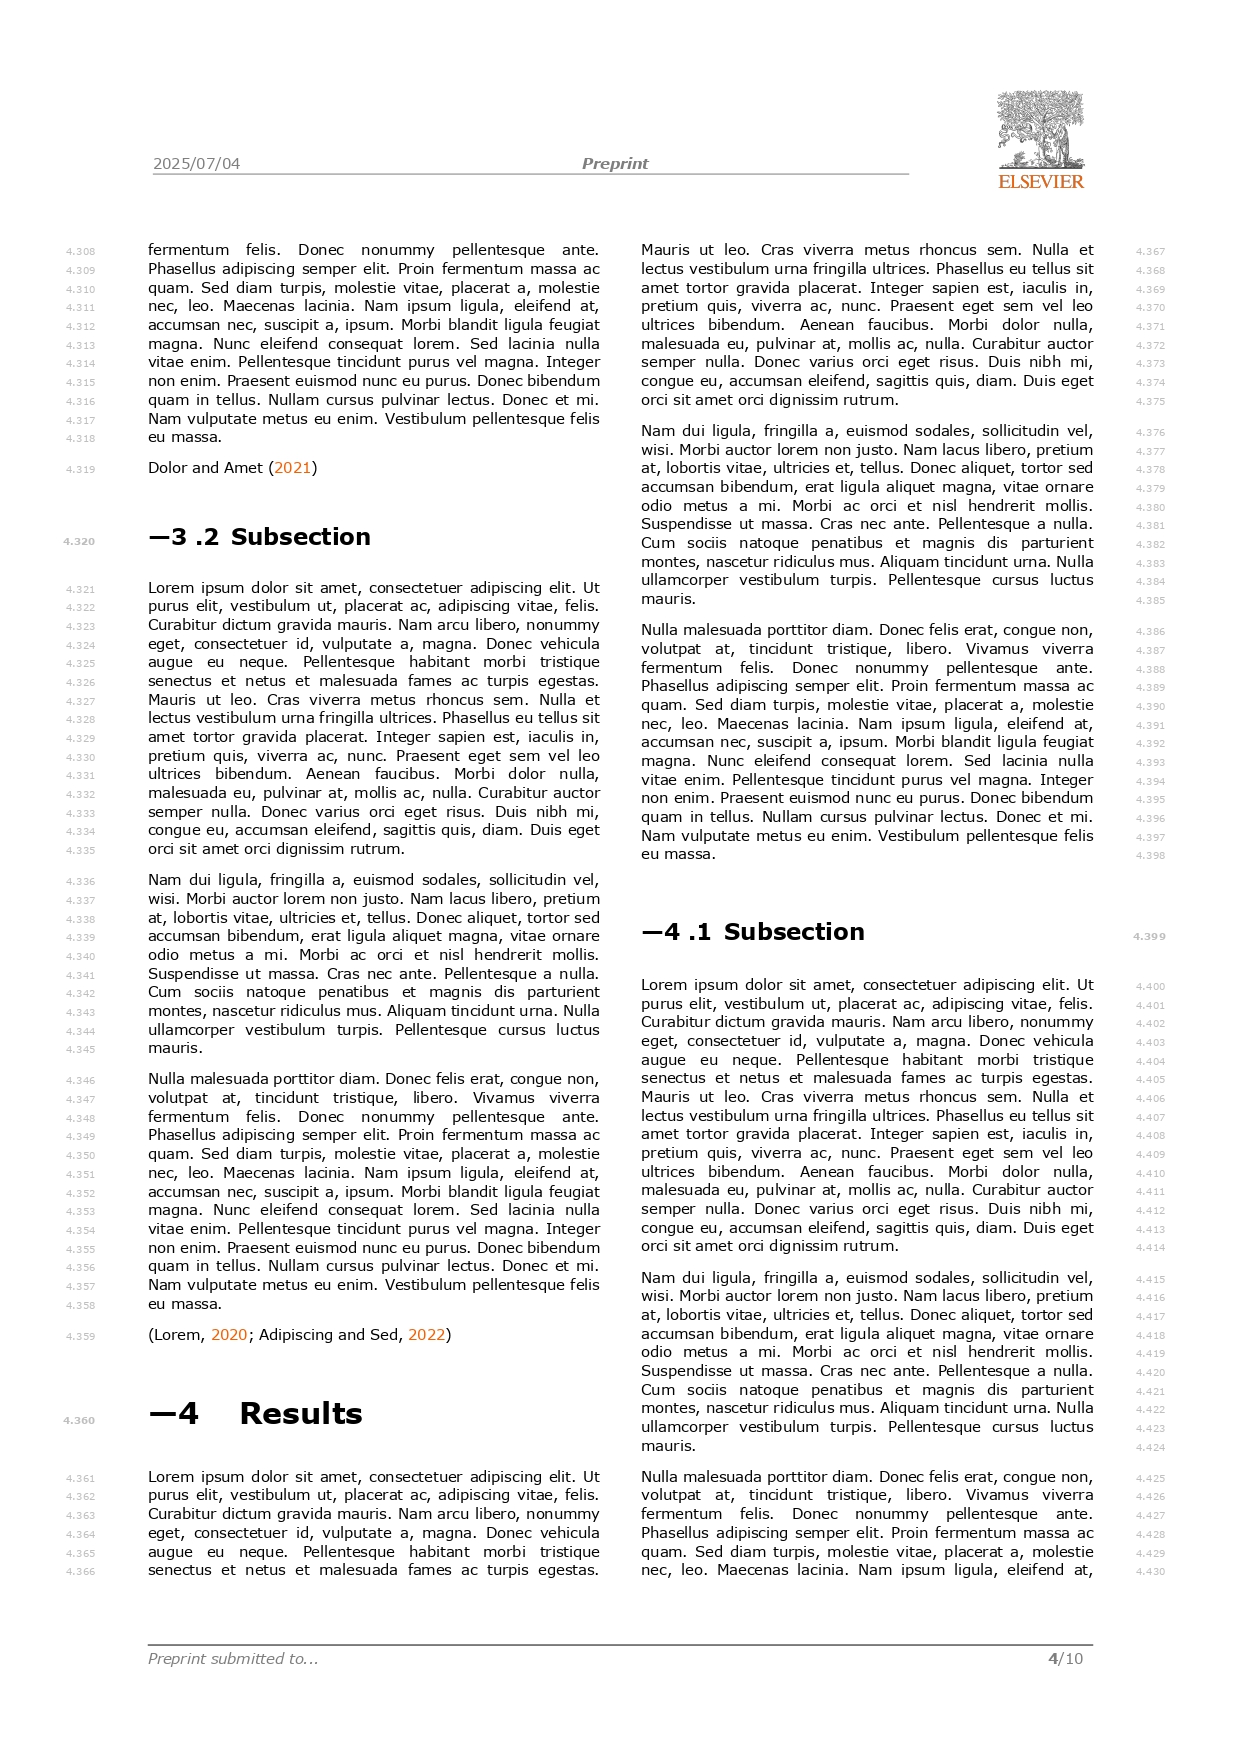 2025/07/04
Preprint
ELSEVIER
4.308 fermentum felis. Donec nonummy pellentesque ante.
4.309 Phasellus adipiscing semper elit. Proin fermentum massa ac
4.310 quam. Sed diam turpis, molestie vitae, placerat a, molestie
4.311 nec, leo. Maecenas lacinia. Nam ipsum ligula, eleifend at,
4.312 accumsan nec, suscipit a, ipsum. Morbi blandit ligula feugiat
4.313 magna. Nunc eleifend consequat lorem. Sed lacinia nulla
4.314 vitae enim. Pellentesque tincidunt purus vel magna. Integer
4.315 non enim. Praesent euismod nunc eu purus. Donec bibendum
4.316 quam in tellus. Nullam cursus pulvinar lectus. Donec et mi.
4.317 Nam vulputate metus eu enim. Vestibulum pellentesque felis
4.318 eu massa.
4.319 Dolor and Amet (2021)
4.320 —3 .2 Subsection
4.321 Lorem ipsum dolor sit amet, consectetuer adipiscing elit. Ut
4.322 purus elit, vestibulum ut, placerat ac, adipiscing vitae, felis.
4.323 Curabitur dictum gravida mauris. Nam arcu libero, nonummy
4.324 eget, consectetuer id, vulputate a, magna. Donec vehicula
4.325 augue eu neque. Pellentesque habitant morbi tristique
4.326 senectus et netus et malesuada fames ac turpis egestas.
4.327 Mauris ut leo. Cras viverra metus rhoncus sem. Nulla et
4.328 lectus vestibulum urna fringilla ultrices. Phasellus eu tellus sit
4.329 amet tortor gravida placerat. Integer sapien est, iaculis in,
4.330 pretium quis, viverra ac, nunc. Praesent eget sem vel leo
4.331 ultrices bibendum. Aenean faucibus. Morbi dolor nulla,
4.332 malesuada eu, pulvinar at, mollis ac, nulla. Curabitur auctor
4.333 semper nulla. Donec varius orci eget risus. Duis nibh mi,
4.334 congue eu, accumsan eleifend, sagittis quis, diam. Duis eget
4.335 orci sit amet orci dignissim rutrum.
4.336 Nam dui ligula, fringilla a, euismod sodales, sollicitudin vel,
4.337 wisi. Morbi auctor lorem non justo. Nam lacus libero, pretium
4.338 at, lobortis vitae, ultricies et, tellus. Donec aliquet, tortor sed
4.339 accumsan bibendum, erat ligula aliquet magna, vitae ornare
4.340 odio metus a mi. Morbi ac orci et nisl hendrerit mollis.
4.341 Suspendisse ut massa. Cras nec ante. Pellentesque a nulla.
4.342 Cum sociis natoque penatibus et magnis dis parturient
4.343 montes, nascetur ridiculus mus. Aliquam tincidunt urna. Nulla
4.344 ullamcorper vestibulum turpis. Pellentesque cursus luctus
4.345 mauris.
4.346 Nulla malesuada porttitor diam. Donec felis erat, congue non,
4.347 volutpat at, tincidunt tristique, libero. Vivamus viverra
4.348 fermentum felis. Donec nonummy pellentesque ante.
4.349 Phasellus adipiscing semper elit. Proin fermentum massa ac
4.350 quam. Sed diam turpis, molestie vitae, placerat a, molestie
4.351 nec, leo. Maecenas lacinia. Nam ipsum ligula, eleifend at,
4.352 accumsan nec, suscipit a, ipsum. Morbi blandit ligula feugiat
4.353 magna. Nunc eleifend consequat lorem. Sed lacinia nulla
4.354 vitae enim. Pellentesque tincidunt purus vel magna. Integer
4.355 non enim. Praesent euismod nunc eu purus. Donec bibendum
4.356 quam in tellus. Nullam cursus pulvinar lectus. Donec et mi.
4.357 Nam vulputate metus eu enim. Vestibulum pellentesque felis
4.358 eu massa.
4.359 (Lorem, 2020; Adipiscing and Sed, 2022)
4.360 —4 Results
4.361 Lorem ipsum dolor sit amet, consectetuer adipiscing elit. Ut
4.362 purus elit, vestibulum ut, placerat ac, adipiscing vitae, felis.
4.363 Curabitur dictum gravida mauris. Nam arcu libero, nonummy
4.364 eget, consectetuer id, vulputate a, magna. Donec vehicula
4.365 augue eu neque. Pellentesque habitant morbi tristique
4.366 senectus et netus et malesuada fames ac turpis egestas.
Mauris ut leo. Cras viverra metus rhoncus sem. Nulla et 4.367
lectus vestibulum urna fringilla ultrices. Phasellus eu tellus sit 4.368
amet tortor gravida placerat. Integer sapien est, iaculis in, 4.369
pretium quis, viverra ac, nunc. Praesent eget sem vel leo 4.370
ultrices bibendum. Aenean faucibus. Morbi dolor nulla, 4.371
malesuada eu, pulvinar at, mollis ac, nulla. Curabitur auctor 4.372
semper nulla. Donec varius orci eget risus. Duis nibh mi, 4.373
congue eu, accumsan eleifend, sagittis quis, diam. Duis eget 4.374
orci sit amet orci dignissim rutrum. 4.375
Nam dui ligula, fringilla a, euismod sodales, sollicitudin vel, 4.376
wisi. Morbi auctor lorem non justo. Nam lacus libero, pretium 4.377
at, lobortis vitae, ultricies et, tellus. Donec aliquet, tortor sed 4.378
accumsan bibendum, erat ligula aliquet magna, vitae ornare 4.379
odio metus a mi. Morbi ac orci et nisl hendrerit mollis. 4.380
Suspendisse ut massa. Cras nec ante. Pellentesque a nulla. 4.381
Cum sociis natoque penatibus et magnis dis parturient 4.382
montes, nascetur ridiculus mus. Aliquam tincidunt urna. Nulla 4.383
ullamcorper vestibulum turpis. Pellentesque cursus luctus 4.384
mauris. 4.385
Nulla malesuada porttitor diam. Donec felis erat, congue non, 4.386
volutpat at, tincidunt tristique, libero. Vivamus viverra 4.387
fermentum felis. Donec nonummy pellentesque ante. 4.388
Phasellus adipiscing semper elit. Proin fermentum massa ac 4.389
quam. Sed diam turpis, molestie vitae, placerat a, molestie 4.390
nec, leo. Maecenas lacinia. Nam ipsum ligula, eleifend at, 4.391
accumsan nec, suscipit a, ipsum. Morbi blandit ligula feugiat 4.392
magna. Nunc eleifend consequat lorem. Sed lacinia nulla 4.393
vitae enim. Pellentesque tincidunt purus vel magna. Integer 4.394
non enim. Praesent euismod nunc eu purus. Donec bibendum 4.395
quam in tellus. Nullam cursus pulvinar lectus. Donec et mi. 4.396
Nam vulputate metus eu enim. Vestibulum pellentesque felis 4.397
eu massa. 4.398
—4 .1 Subsection 4.399
Lorem ipsum dolor sit amet, consectetuer adipiscing elit. Ut 4.400
purus elit, vestibulum ut, placerat ac, adipiscing vitae, felis. 4.401
Curabitur dictum gravida mauris. Nam arcu libero, nonummy 4.402
eget, consectetuer id, vulputate a, magna. Donec vehicula 4.403
augue eu neque. Pellentesque habitant morbi tristique 4.404
senectus et netus et malesuada fames ac turpis egestas. 4.405
Mauris ut leo. Cras viverra metus rhoncus sem. Nulla et 4.406
lectus vestibulum urna fringilla ultrices. Phasellus eu tellus sit 4.407
amet tortor gravida placerat. Integer sapien est, iaculis in, 4.408
pretium quis, viverra ac, nunc. Praesent eget sem vel leo 4.409
ultrices bibendum. Aenean faucibus. Morbi dolor nulla, 4.410
malesuada eu, pulvinar at, mollis ac, nulla. Curabitur auctor 4.411
semper nulla. Donec varius orci eget risus. Duis nibh mi, 4.412
congue eu, accumsan eleifend, sagittis quis, diam. Duis eget 4.413
orci sit amet orci dignissim rutrum. 4.414
Nam dui ligula, fringilla a, euismod sodales, sollicitudin vel, 4.415
wisi. Morbi auctor lorem non justo. Nam lacus libero, pretium 4.416
at, lobortis vitae, ultricies et, tellus. Donec aliquet, tortor sed 4.417
accumsan bibendum, erat ligula aliquet magna, vitae ornare 4.418
odio metus a mi. Morbi ac orci et nisl hendrerit mollis. 4.419
Suspendisse ut massa. Cras nec ante. Pellentesque a nulla. 4.420
Cum sociis natoque penatibus et magnis dis parturient 4.421
montes, nascetur ridiculus mus. Aliquam tincidunt urna. Nulla 4.422
ullamcorper vestibulum turpis. Pellentesque cursus luctus 4.423
mauris. 4.424
Nulla malesuada porttitor diam. Donec felis erat, congue non, 4.425
volutpat at, tincidunt tristique, libero. Vivamus viverra 4.426
fermentum felis. Donec nonummy pellentesque ante. 4.427
Phasellus adipiscing semper elit. Proin fermentum massa ac 4.428
quam. Sed diam turpis, molestie vitae, placerat a, molestie 4.429
nec, leo. Maecenas lacinia. Nam ipsum ligula, eleifend at, 4.430
Preprint submitted to...
4/10